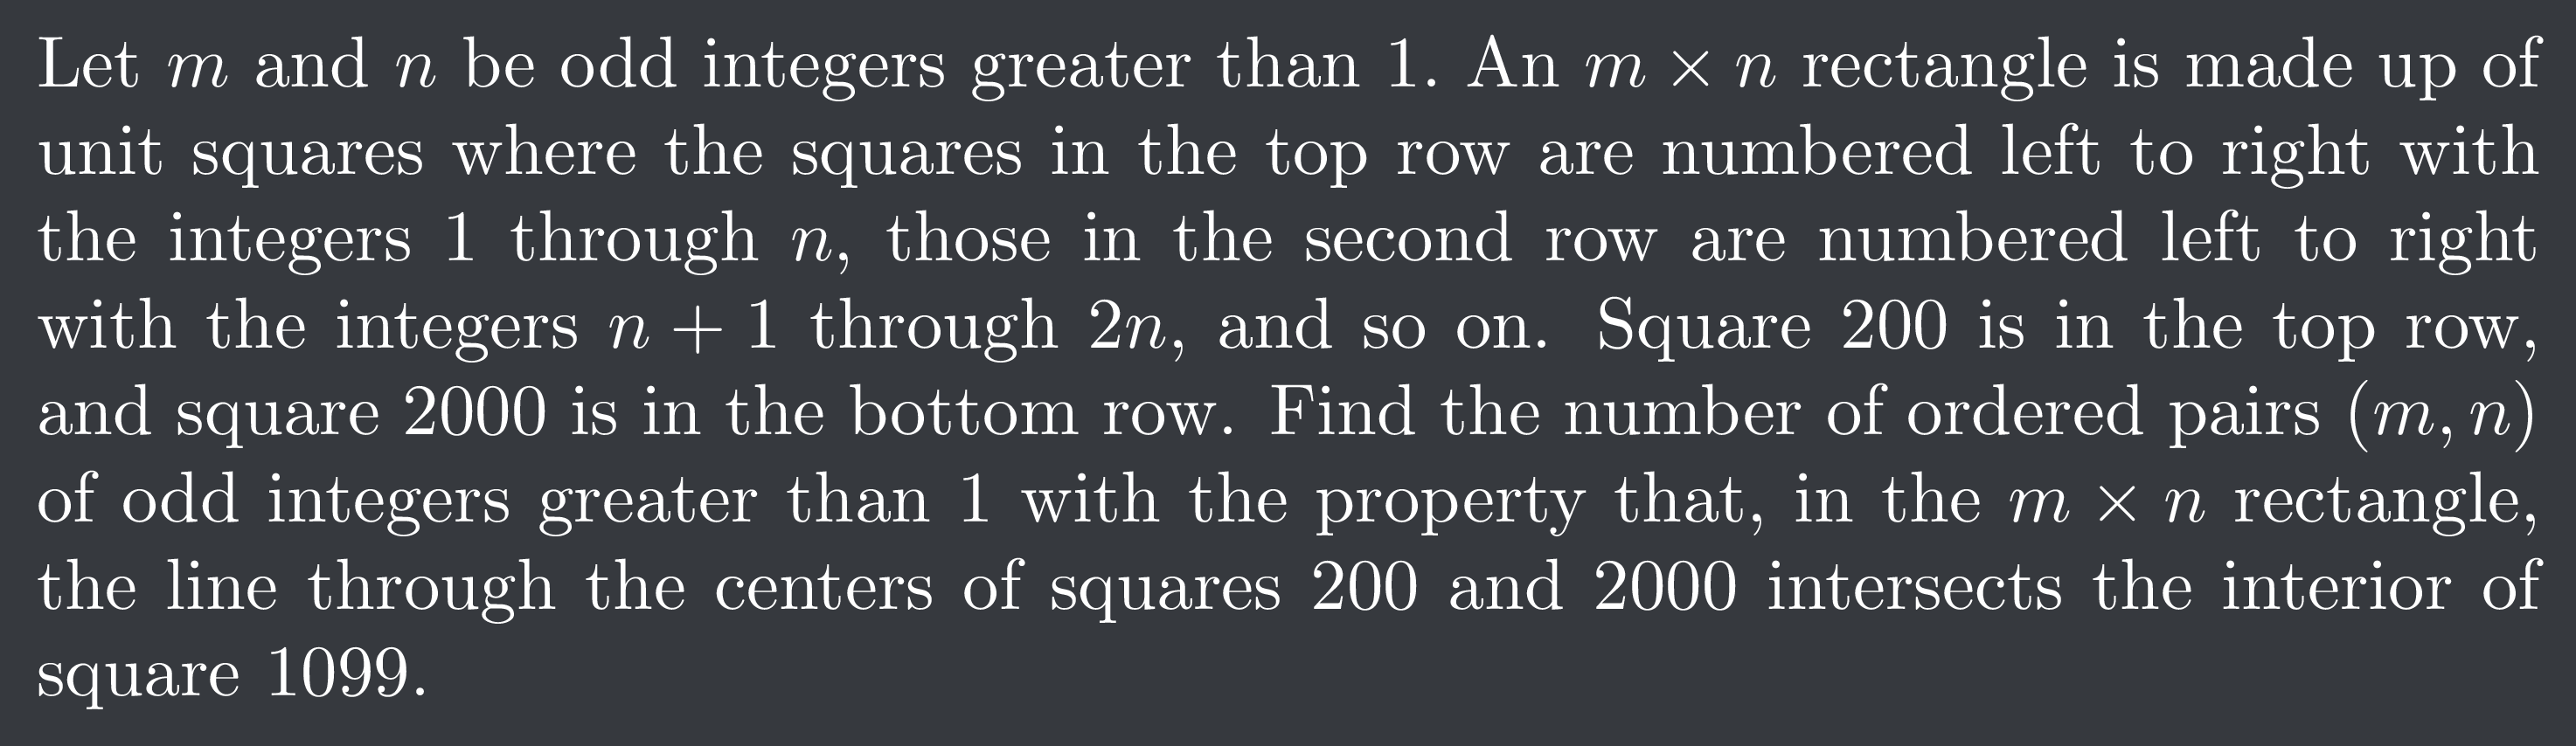 Let m and n be odd integers greater than 1. An m × n rectangle is made up of
unit squares where the squares in the top row are numbered left to right with
the integers 1 through n, those in the second row are numbered left to right
with the integers n + 1 through 2n, and so on. Square 200 is in the top row,
and square 2000 is in the bottom row. Find the number of ordered pairs (m, n)
of odd integers greater than 1 with the property that, in the m × n rectangle,
the line through the centers of squares 200 and 2000 intersects the interior of
square 1099.